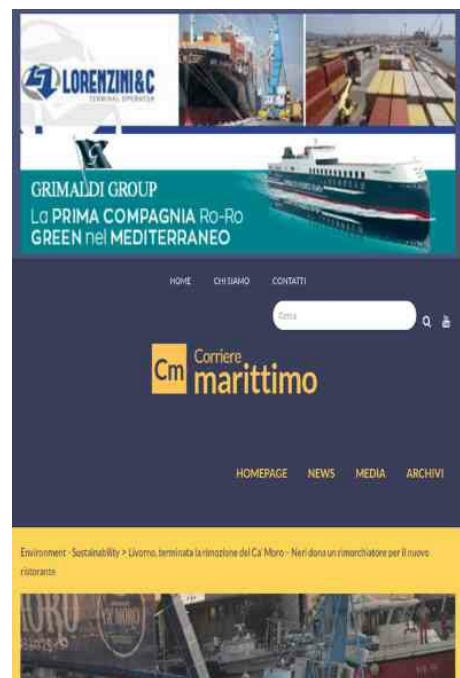 LORENZINI&C
TERMINAL OPERATOR
GRIMALDI GROUP
La PRIMA COMPAGNIA Ro-Ro
GREEN nel MEDITERRANEO
HOME CHI SIAMO CONTATTI
Cerca
Cm Corriere
marittimo
HOMEPAGE NEWS MEDIA ARCHIVI
Environment - Sustainability > Livorno, terminata la rimozione del Ca' Moro – Neri dona un rimorchiatore per il nuovo
ristorante
MORO
CA' MORO